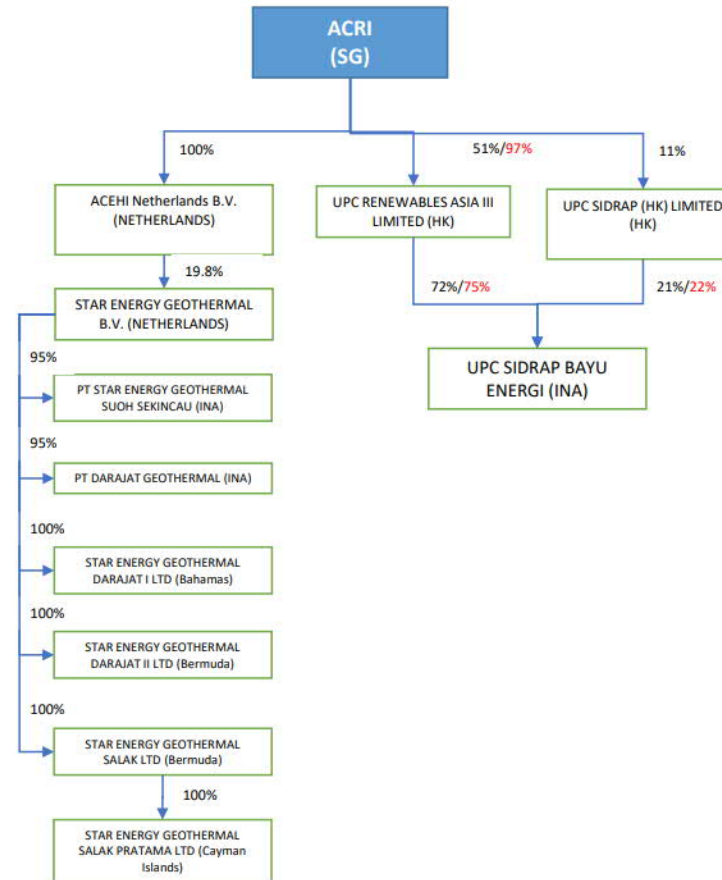 ACRI
(SG)
100%
51%/97%
11%
ACEHI Netherlands B.V.
(NETHERLANDS)
UPC RENEWABLES ASIA III
LIMITED (HK)
UPC SIDRAP (HK) LIMITED
(HK)
19.8%
72%/75%
21%/22%
STAR ENERGY GEOTHERMAL
B.V. (NETHERLANDS)
UPC SIDRAP BAYU
ENERGI (INA)
95%
PT STAR ENERGY GEOTHERMAL
SUOH SEKINCAU (INA)
95%
PT DARAJAT GEOTHERMAL (INA)
100%
STAR ENERGY GEOTHERMAL
DARAJAT I LTD (Bahamas)
100%
STAR ENERGY GEOTHERMAL
DARAJAT II LTD (Bermuda)
100%
STAR ENERGY GEOTHERMAL
SALAK LTD (Bermuda)
100%
STAR ENERGY GEOTHERMAL
SALAK PRATAMA LTD (Cayman
Islands)